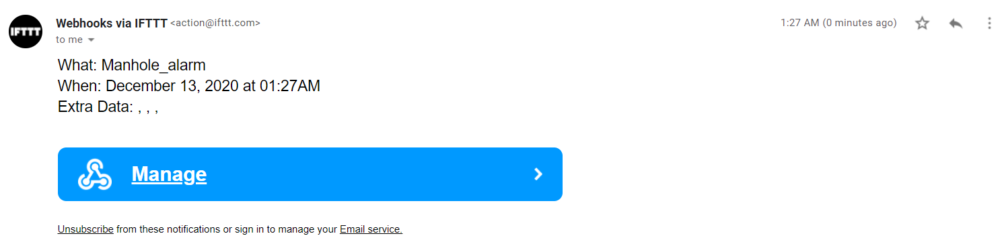 IFTTT
Webhooks via IFTTT <action@ifttt.com>
1:27 AM (0 minutes ago)
to me
What: Manhole_alarm
When: December 13, 2020 at 01:27AM
Extra Data: , , ,
Manage
Unsubscribe from these notifications or sign in to manage your Email service.